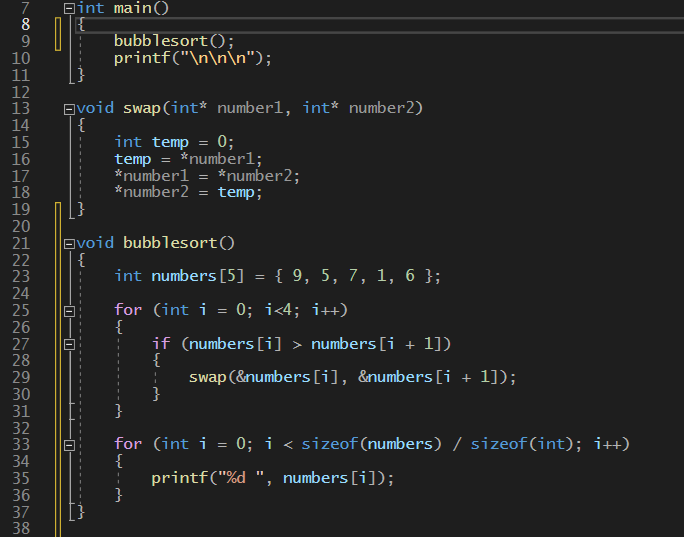 7 int main()
8 {
9 bubblesort();
10 printf("\n\n\n");
11 }
12
13 void swap(int* number1, int* number2)
14 {
15 int temp = 0;
16 temp = *number1;
17 *number1 = *number2;
18 *number2 = temp;
19 }
20
21 void bubblesort()
22 {
23 int numbers[5] = { 9, 5, 7, 1, 6 };
24
25 for (int i = 0; i<4; i++)
26 {
27 if (numbers[i] > numbers[i + 1])
28 {
29 swap(&numbers[i], &numbers[i + 1]);
30 }
31 }
32
33 for (int i = 0; i < sizeof(numbers) / sizeof(int); i++)
34 {
35 printf("%d ", numbers[i]);
36 }
37 }
38